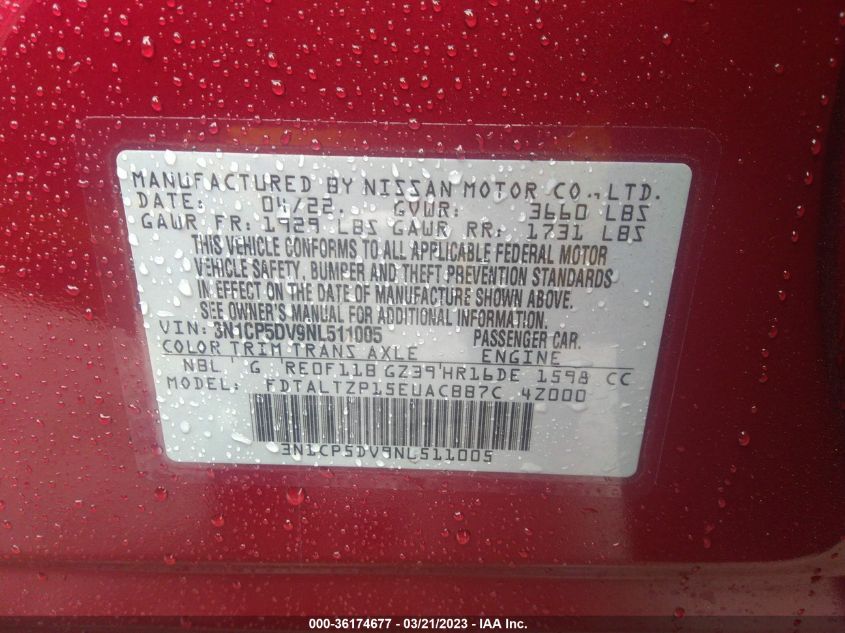 MANUFACTURED BY NISSAN MOTOR CO., LTD.
DATE: 04/22. GVWR: 3660 LBS
GAWR FR: 1929 LBS GAWR RR: 1731 LBS
THIS VEHICLE CONFORMS TO ALL APPLICABLE FEDERAL MOTOR
VEHICLE SAFETY, BUMPER AND THEFT PREVENTION STANDARDS
IN EFFECT ON THE DATE OF MANUFACTURE SHOWN ABOVE.
SEE OWNER'S MANUAL FOR ADDITIONAL INFORMATION.
VIN: 3N1CP5DV9NL511005 PASSENGER CAR.
COLOR TRIM TRANS AXLE ENGINE
NBL G RE0F11B GZ39 HR16DE 1598 CC
MODEL: FDTALTZP15EUACBB7C 4Z000
3N1CP5DV9NL511005
000-36174677 - 03/21/2023 - IAA Inc.